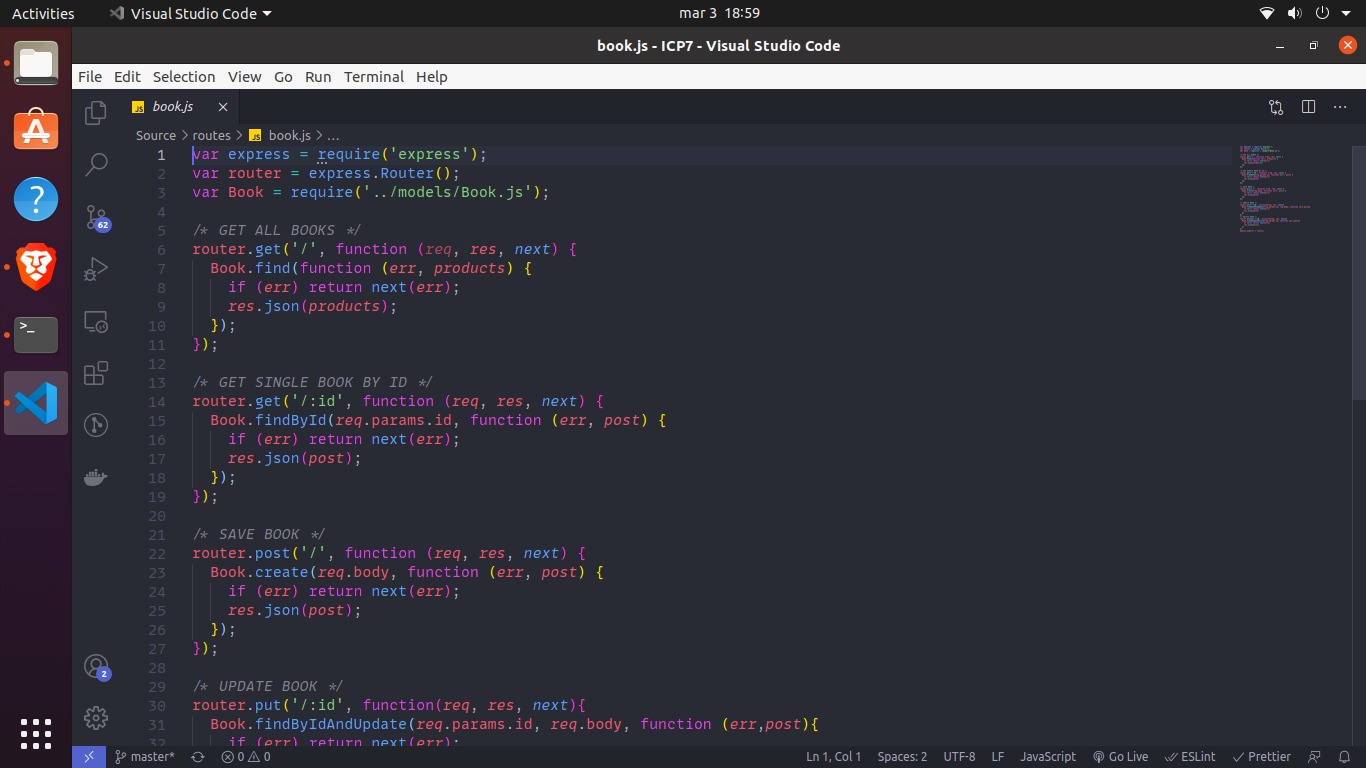 Activities Visual Studio Code mar 3 18:59
book.js - ICP7 - Visual Studio Code
File Edit Selection View Go Run Terminal Help
JS book.js
Source > routes > JS book.js > ...
1 var express = require('express');
2 var router = express.Router();
3 var Book = require('../models/Book.js');
4
5 /* GET ALL BOOKS */
6 router.get('/', function (req, res, next) {
7 Book.find(function (err, products) {
8 if (err) return next(err);
9 res.json(products);
10 });
11 });
12
13 /* GET SINGLE BOOK BY ID */
14 router.get('/:id', function (req, res, next) {
15 Book.findById(req.params.id, function (err, post) {
16 if (err) return next(err);
17 res.json(post);
18 });
19 });
20
21 /* SAVE BOOK */
22 router.post('/', function (req, res, next) {
23 Book.create(req.body, function (err, post) {
24 if (err) return next(err);
25 res.json(post);
26 });
27 });
28
29 /* UPDATE BOOK */
30 router.put('/:id', function(req, res, next){
31 Book.findByIdAndUpdate(req.params.id, req.body, function (err,post){
32 if (err) return next(err);
62
2
master* 0 0 Ln 1, Col 1 Spaces: 2 UTF-8 LF JavaScript Go Live ESLint Prettier